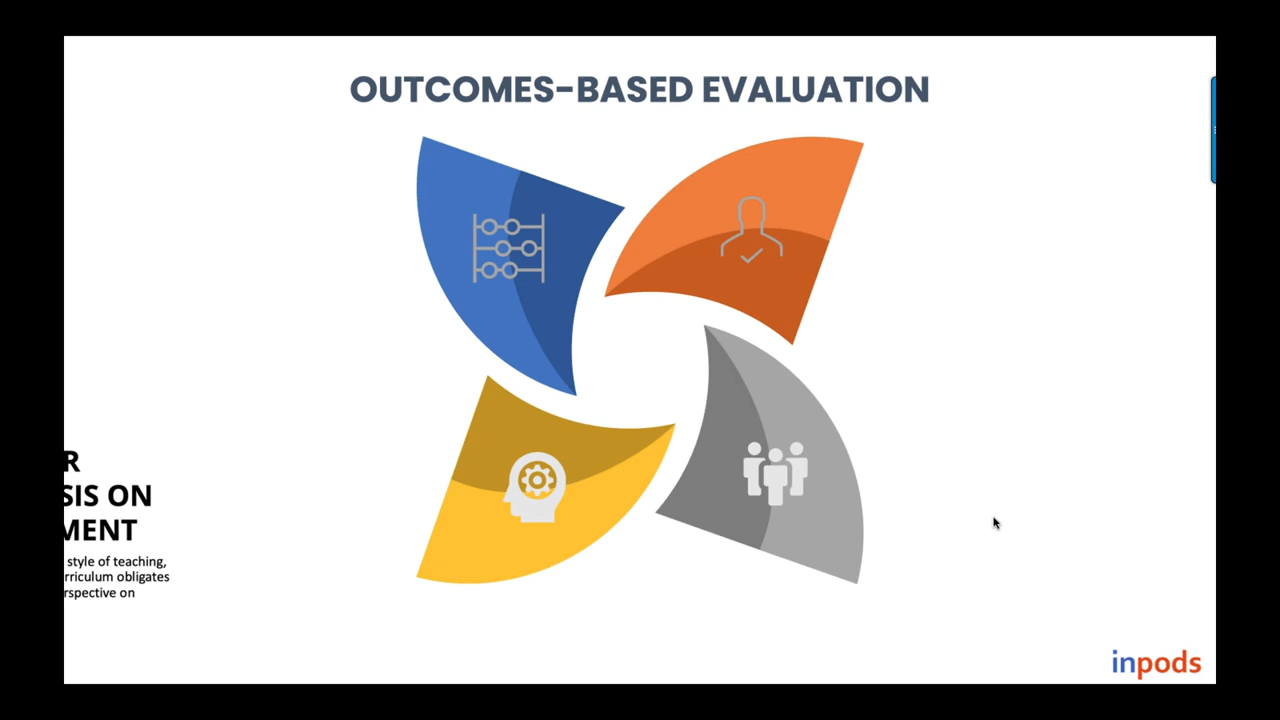 OUTCOMES-BASED EVALUATION
R
SIS ON
MENT
style of teaching,
rriculum obligates
rspective on
inpods